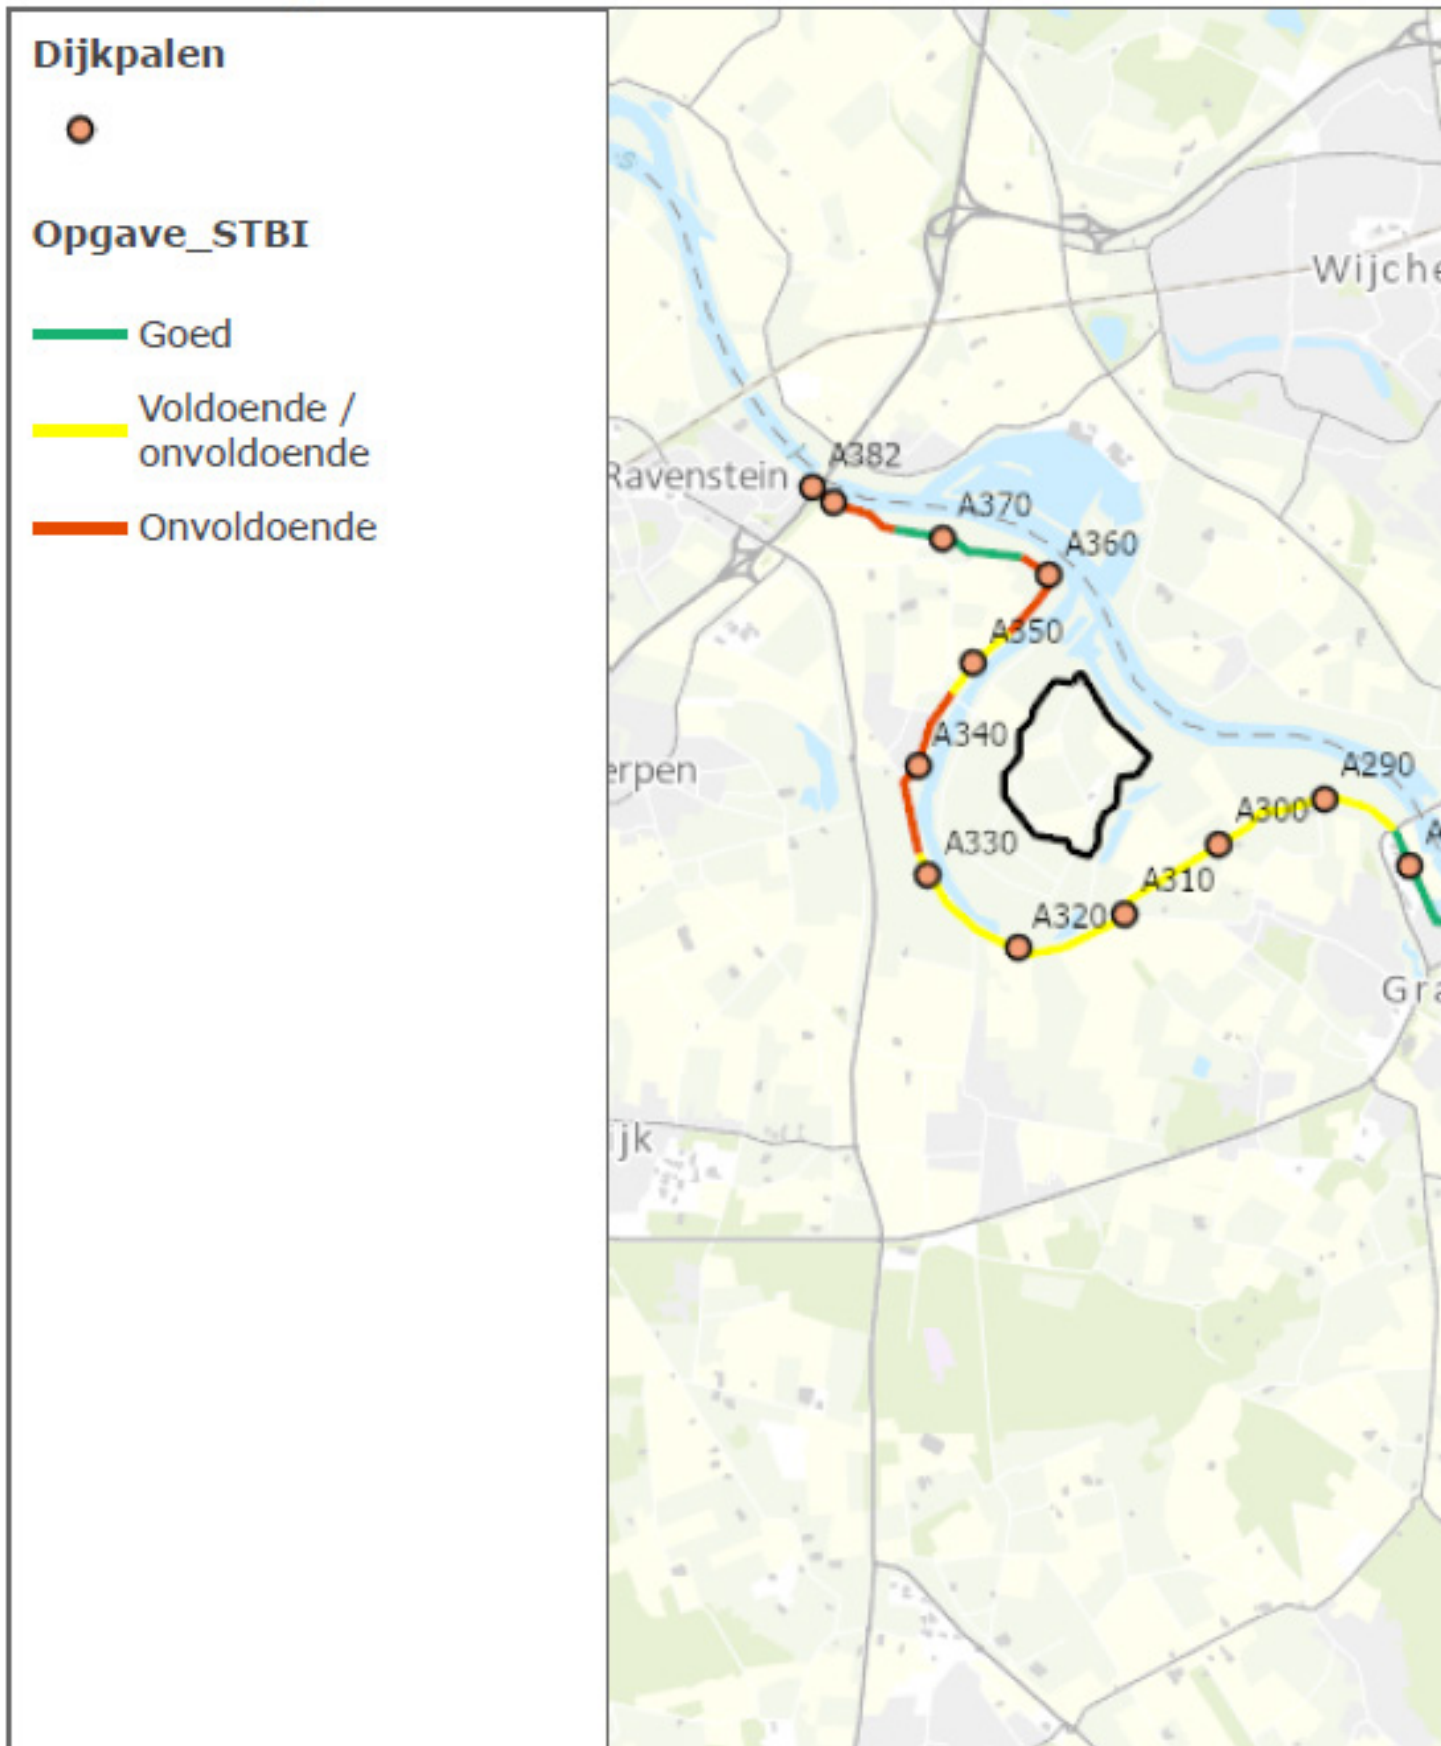 Dijkpalen
Opgave_STBI
Goed
Voldoende /
onvoldoende
Onvoldoende
Wijche
A382
Ravenstein
A370
A360
A350
A340
erpen
A290
A300
A330
A310
A320
A
Gra
ijk